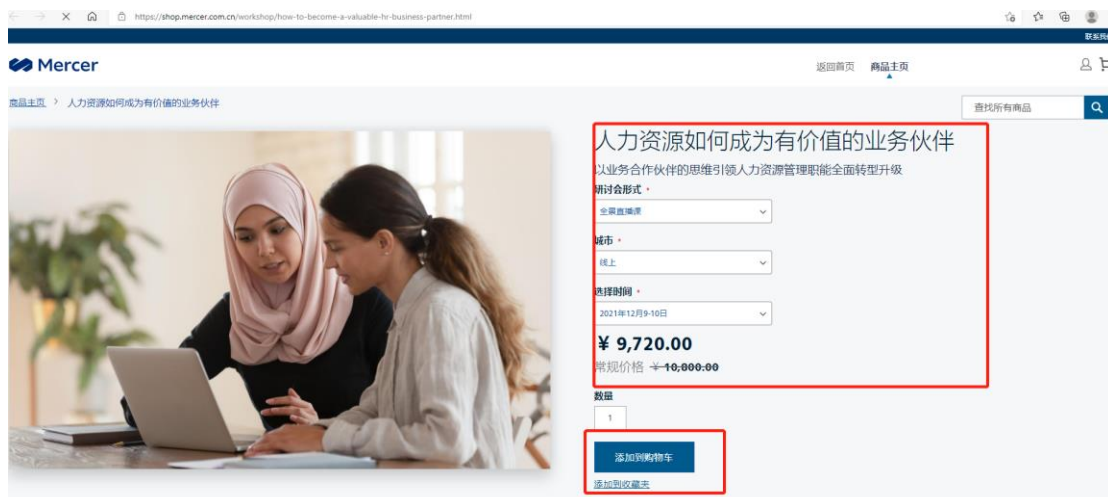 https://shop.mercer.com.cn/workshop/how-to-become-a-valuable-hr-business-partner.html
Mercer
返回首页 商品主页
商品主页 > 人力资源如何成为有价值的业务伙伴
查找所有商品
人力资源如何成为有价值的业务伙伴
以业务合作伙伴的思维引领人力资源管理职能全面转型升级
研讨会形式 •
全景直播课
城市 •
线上
选择时间 •
2021年12月9-10日
¥ 9,720.00
常规价格 ¥ 10,000.00
数量
1
添加到购物车
添加到收藏夹